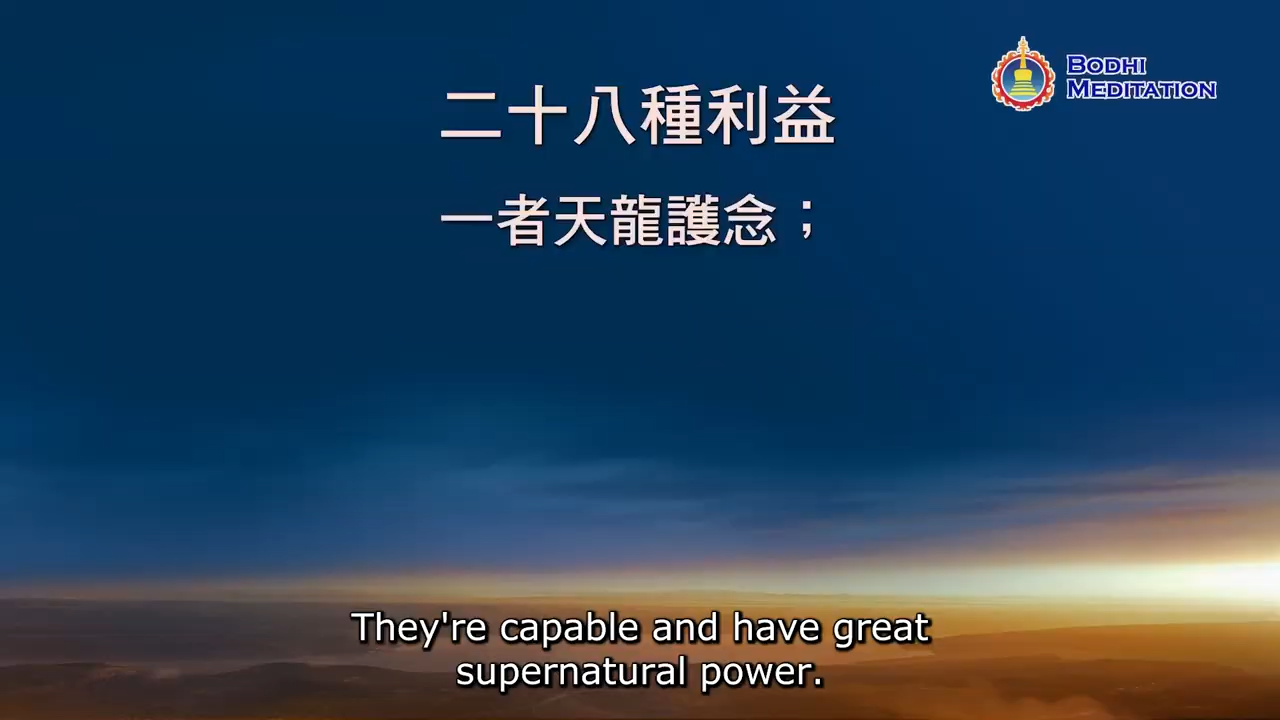 BODHI
MEDITATION
二十八種利益
一者天龍護念；
They're capable and have great
supernatural power.